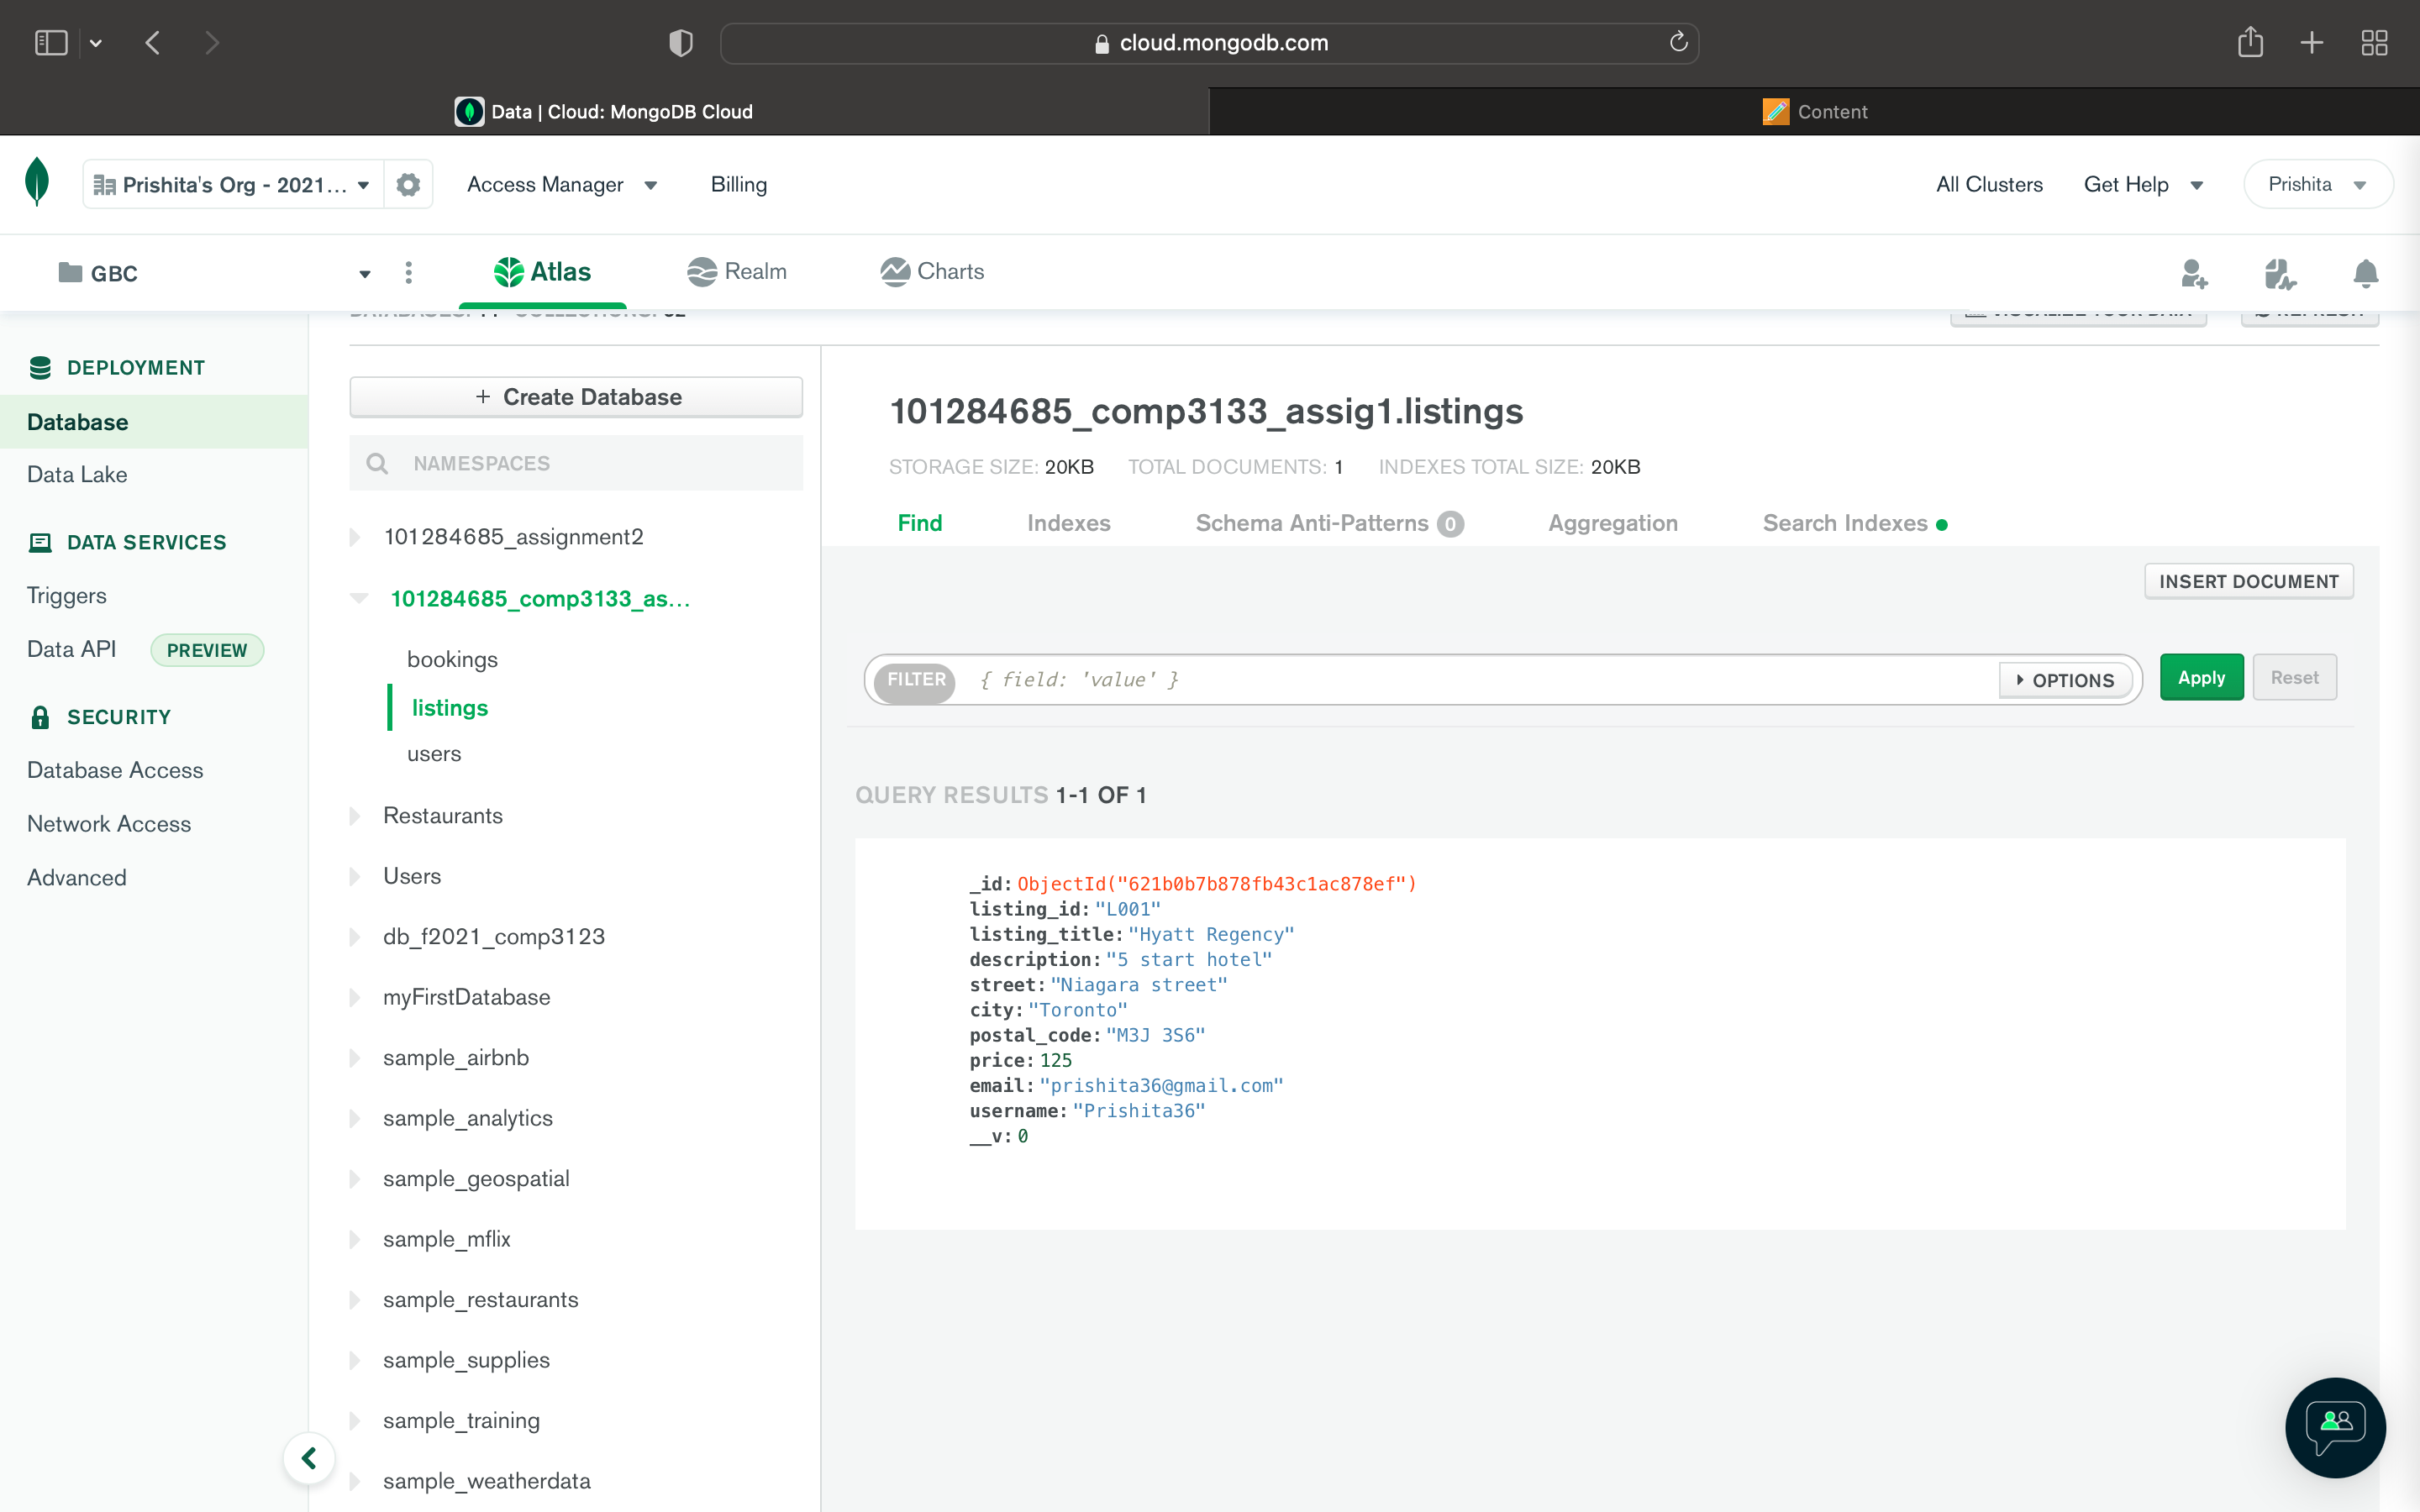 cloud.mongodb.com
Data | Cloud: MongoDB Cloud
Content
Prishita's Org - 2021...
Access Manager
Billing
All Clusters
Get Help
Prishita
GBC
Atlas
Realm
Charts
DEPLOYMENT
Database
Data Lake
DATA SERVICES
Triggers
Data API PREVIEW
SECURITY
Database Access
Network Access
Advanced
VISUALIZE YOUR DATA
REFRESH
+ Create Database
NAMESPACES
101284685_assignment2
101284685_comp3133_as...
bookings
listings
users
Restaurants
Users
db_f2021_comp3123
myFirstDatabase
sample_airbnb
sample_analytics
sample_geospatial
sample_mflix
sample_restaurants
sample_supplies
sample_training
sample_weatherdata
101284685_comp3133_assig1.listings
STORAGE SIZE: 20KB TOTAL DOCUMENTS: 1 INDEXES TOTAL SIZE: 20KB
Find Indexes Schema Anti-Patterns 0 Aggregation Search Indexes
INSERT DOCUMENT
FILTER { field: 'value' } OPTIONS Apply Reset
QUERY RESULTS 1-1 OF 1
_id: ObjectId("621b0b7b878fb43c1ac878ef")
listing_id: "L001"
listing_title: "Hyatt Regency"
description: "5 start hotel"
street: "Niagara street"
city: "Toronto"
postal_code: "M3J 3S6"
price: 125
email: "prishita36@gmail.com"
username: "Prishita36"
__v: 0